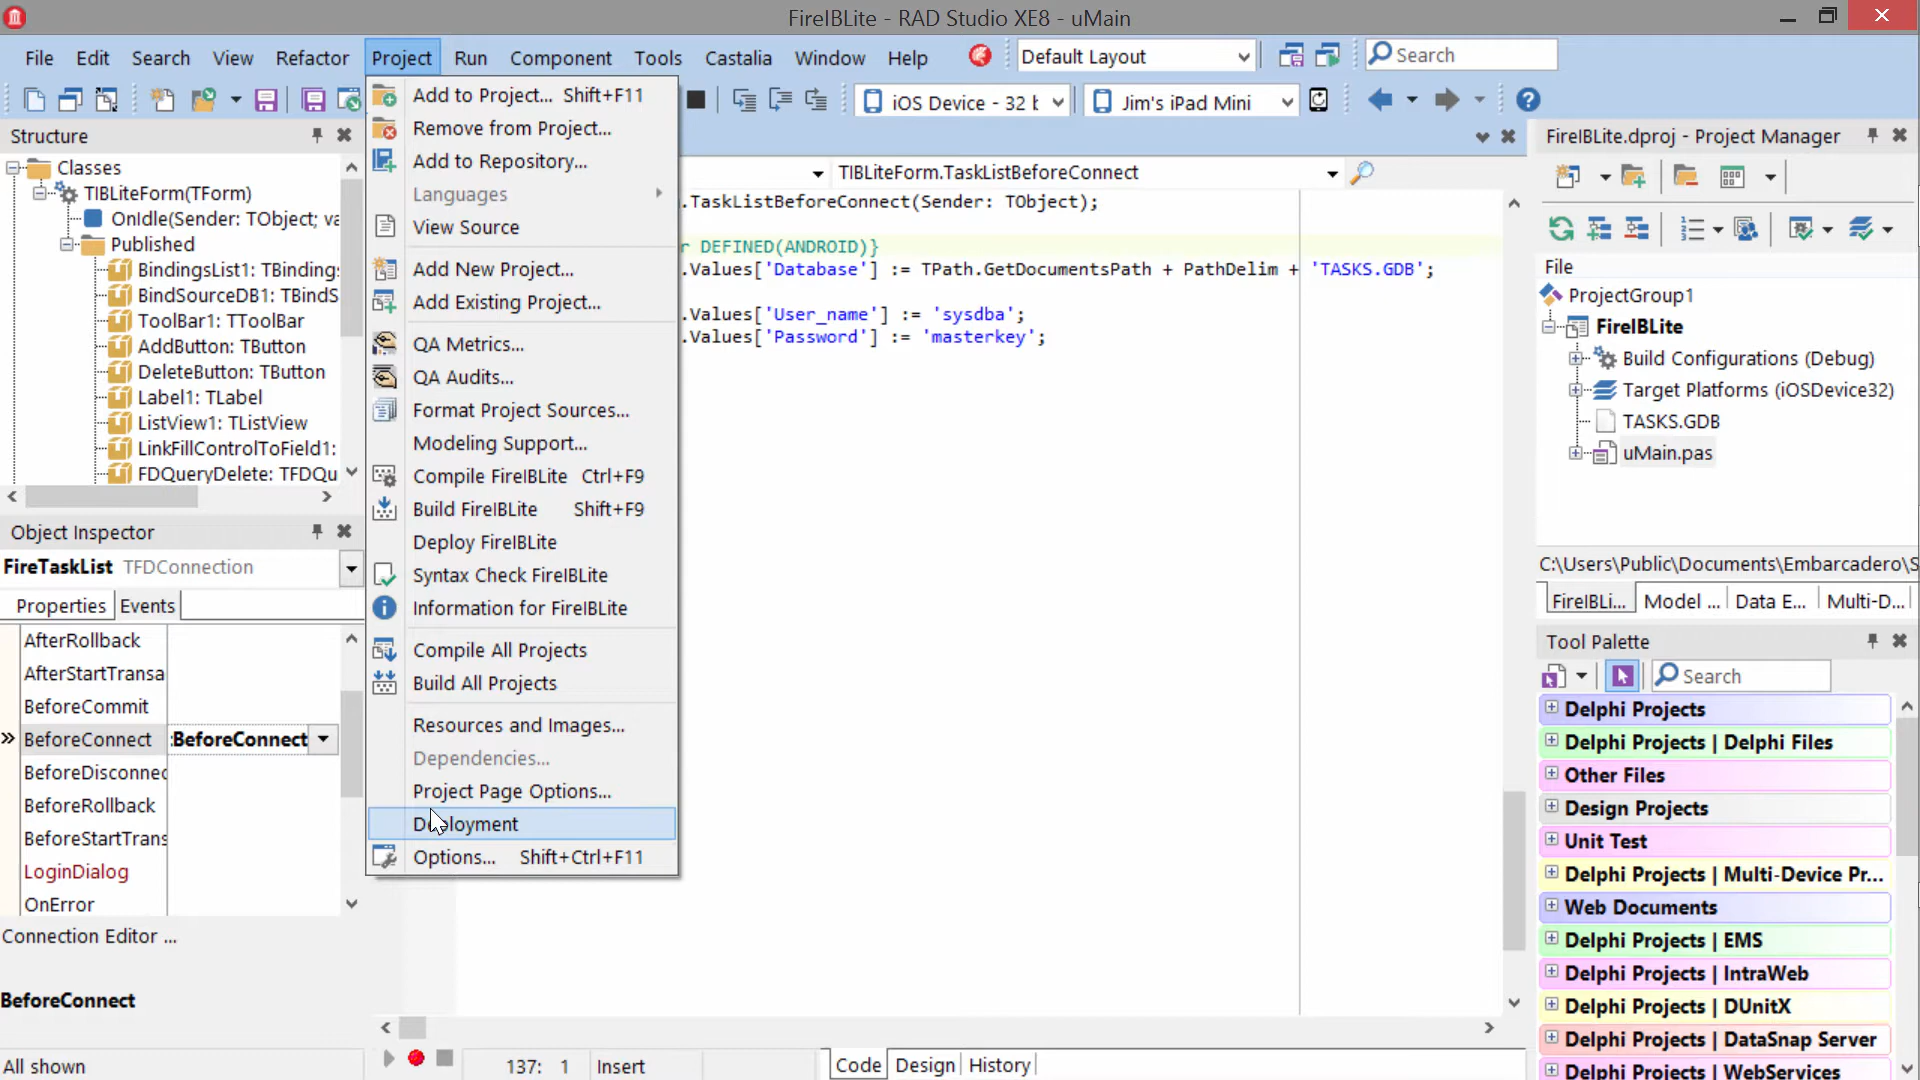 FireIBLite - RAD Studio XE8 - uMain
File Edit Search View Refactor Project Run Component Tools Castalia Window Help Default Layout Search
iOS Device - 32 b Jim's iPad Mini
Structure
Classes
TIBLiteForm(TForm)
OnIdle(Sender: TObject; va
Published
BindingsList1: TBinding
BindSourceDB1: TBindS
ToolBar1: TToolBar
AddButton: TButton
DeleteButton: TButton
Label1: TLabel
ListView1: TListView
LinkFillControlToField1:
FDQueryDelete: TFDQu
Object Inspector
FireTaskList TFDConnection
Properties Events
AfterRollback
AfterStartTransa
BeforeCommit
BeforeConnect :BeforeConnect
BeforeDisconnec
BeforeRollback
BeforeStartTrans
LoginDialog
OnError
Connection Editor ...
BeforeConnect
All shown
Add to Project... Shift+F11
Remove from Project...
Add to Repository...
Languages
View Source
Add New Project...
Add Existing Project...
QA Metrics...
QA Audits...
Format Project Sources...
Modeling Support...
Compile FireIBLite Ctrl+F9
Build FireIBLite Shift+F9
Deploy FireIBLite
Syntax Check FireIBLite
Information for FireIBLite
Compile All Projects
Build All Projects
Resources and Images...
Dependencies...
Project Page Options...
Deployment
Options... Shift+Ctrl+F11
TIBLiteForm.TaskListBeforeConnect
.TaskListBeforeConnect(Sender: TObject);
r DEFINED(ANDROID)}
.Values['Database'] := TPath.GetDocumentsPath + PathDelim + 'TASKS.GDB';
.Values['User_name'] := 'sysdba';
.Values['Password'] := 'masterkey';
137: 1 Insert
Code Design History
FireIBLite.dproj - Project Manager
File
ProjectGroup1
FireIBLite
Build Configurations (Debug)
Target Platforms (iOSDevice32)
TASKS.GDB
uMain.pas
C:\Users\Public\Documents\Embarcadero\S
FireIBLi... Model ... Data E... Multi-D...
Tool Palette
Search
Delphi Projects
Delphi Projects | Delphi Files
Other Files
Design Projects
Unit Test
Delphi Projects | Multi-Device Pr...
Web Documents
Delphi Projects | EMS
Delphi Projects | IntraWeb
Delphi Projects | DUnitX
Delphi Projects | DataSnap Server
Delphi Projects | WebServices